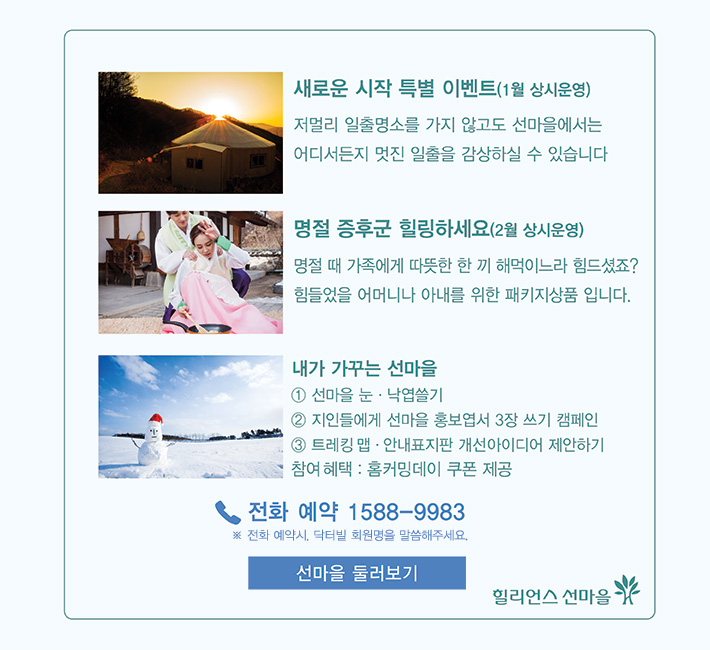 새로운 시작 특별 이벤트(1월 상시운영)
저멀리 일출명소를 가지 않고도 선마을에서는
어디서든지 멋진 일출을 감상하실 수 있습니다
명절 증후군 힐링하세요(2월 상시운영)
명절 때 가족에게 따뜻한 한 끼 해먹이느라 힘드셨죠?
힘들었을 어머니나 아내를 위한 패키지상품 입니다.
내가 가꾸는 선마을
① 선마을 눈 · 낙엽쓸기
② 지인들에게 선마을 홍보엽서 3장 쓰기 캠페인
③ 트레킹 맵 · 안내표지판 개선아이디어 제안하기
참여 혜택 : 홈커밍데이 쿠폰 제공
전화 예약 1588-9983
※ 전화 예약시, 닥터빌 회원명을 말씀해주세요.
선마을 둘러보기
힐리언스 선마을